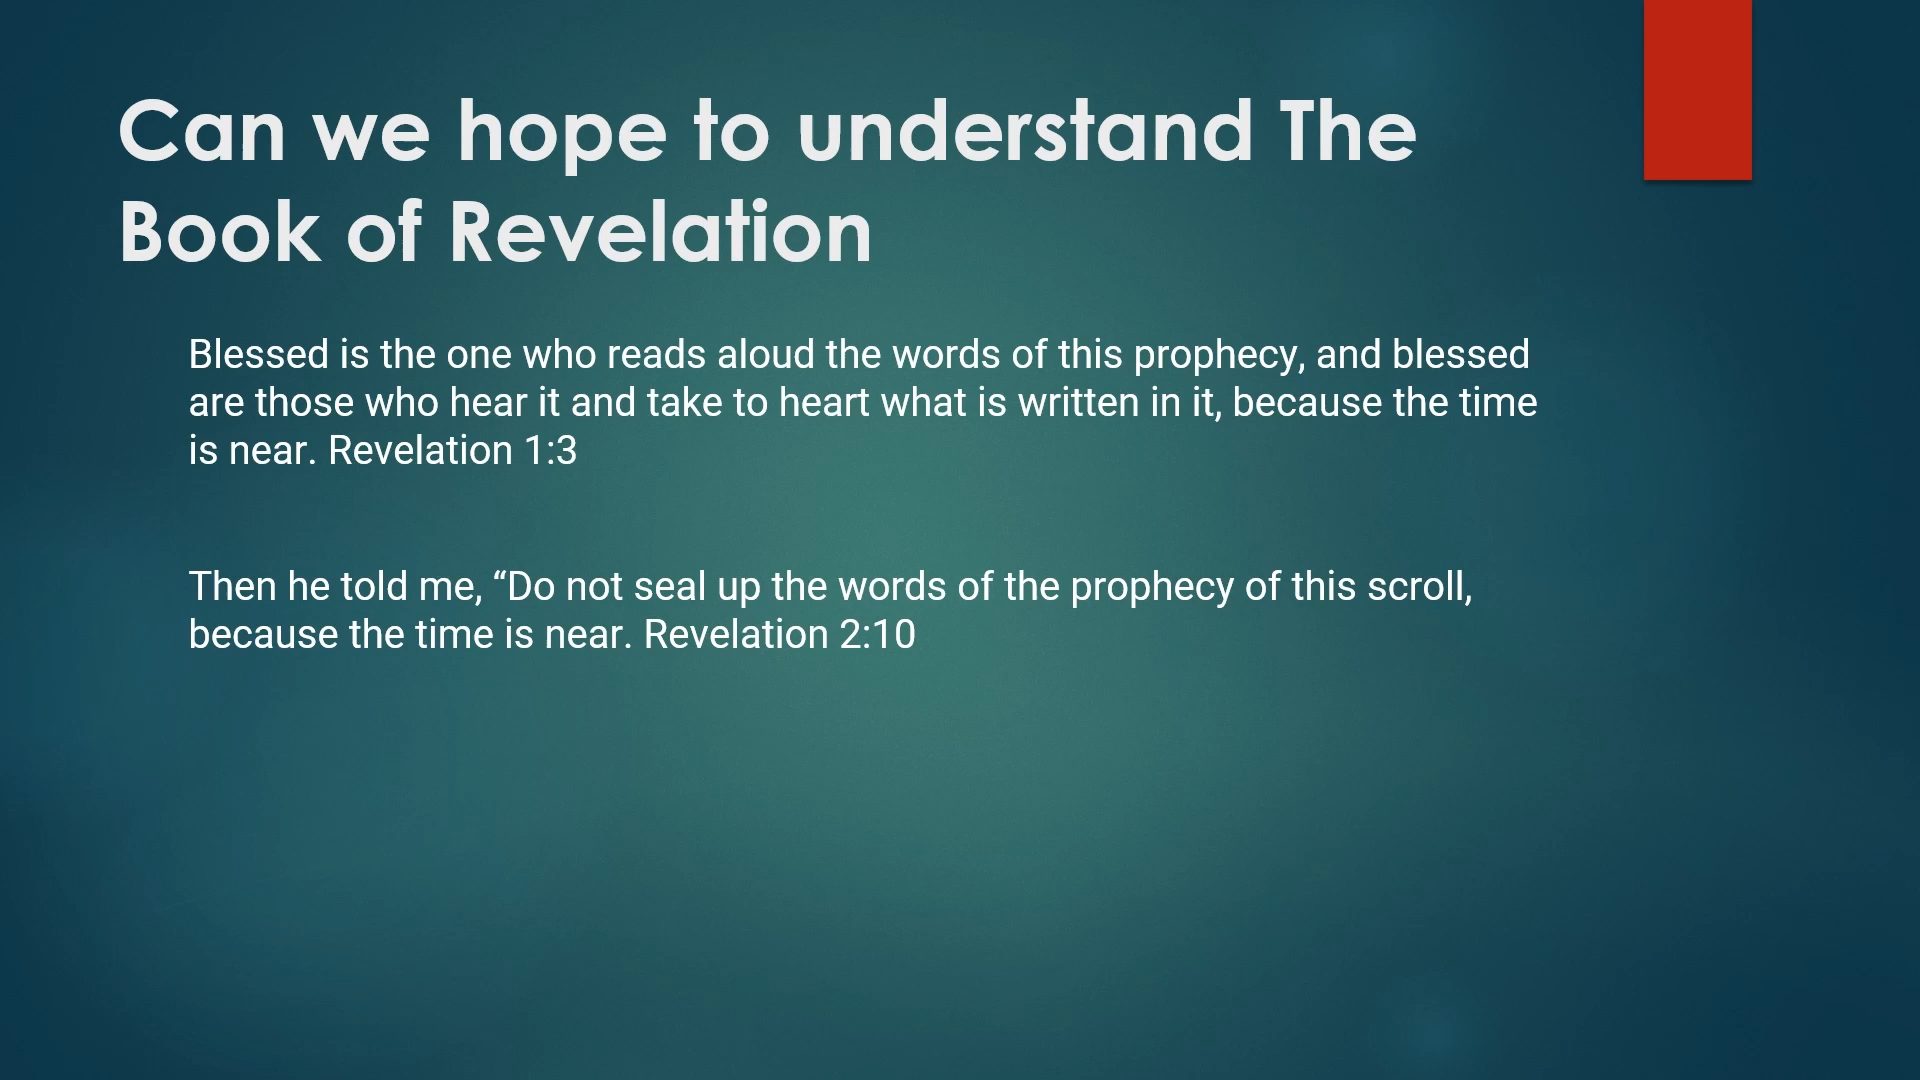 Can we hope to understand The
Book of Revelation
Blessed is the one who reads aloud the words of this prophecy, and blessed
are those who hear it and take to heart what is written in it, because the time
is near. Revelation 1:3
Then he told me, “Do not seal up the words of the prophecy of this scroll,
because the time is near. Revelation 2:10